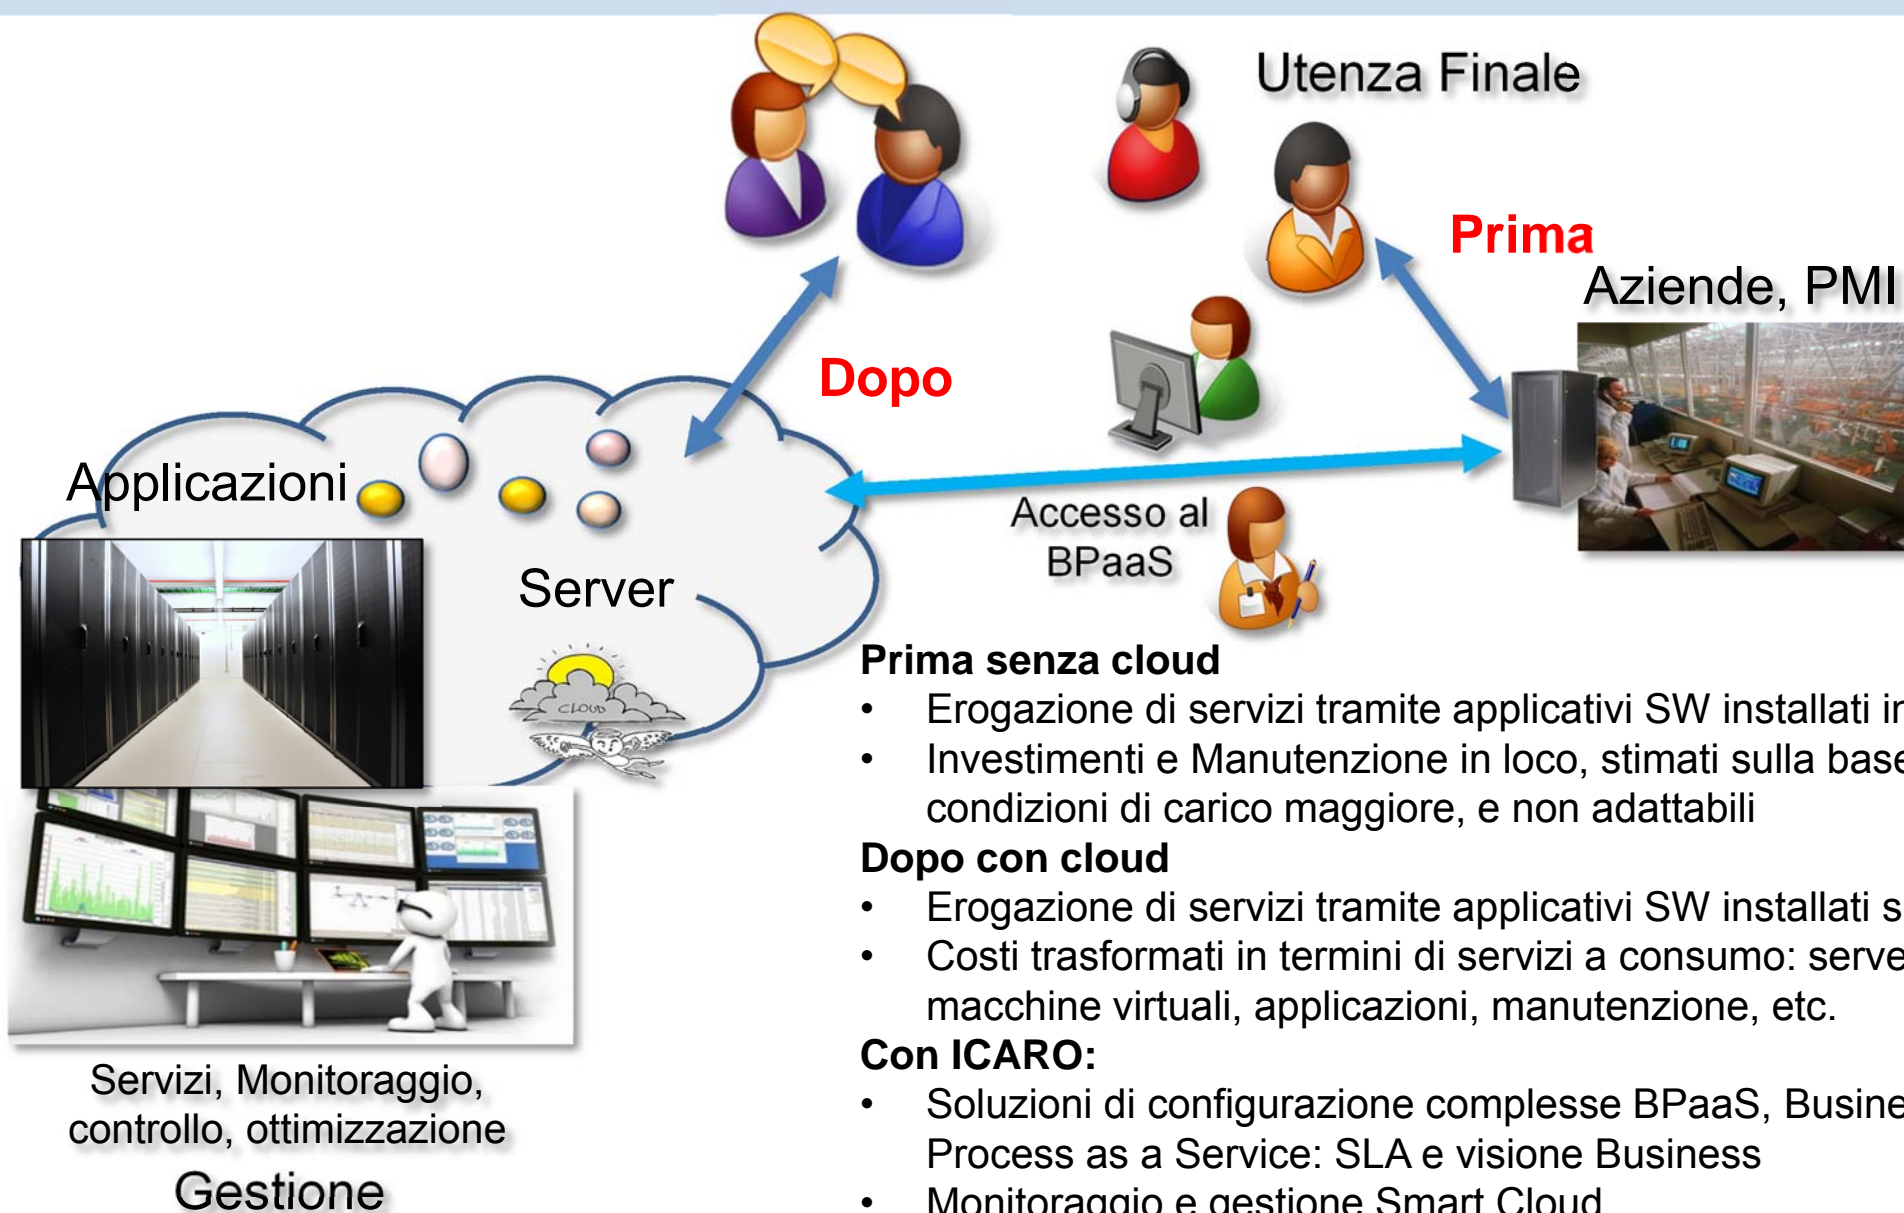 Utenza Finale
Prima
Aziende, PMI
Dopo
Applicazioni
Accesso al
BPaaS
Server
CLOUD
Prima senza cloud
• Erogazione di servizi tramite applicativi SW installati
• Investimenti e Manutenzione in loco, stimati sulla base
condizioni di carico maggiore, e non adattabili
Dopo con cloud
• Erogazione di servizi tramite applicativi SW installati
• Costi trasformati in termini di servizi a consumo:
macchine virtuali, applicazioni, manutenzione, etc.
Con ICARO:
• Soluzioni di configurazione complesse BPaaS,
Process as a Service: SLA e visione Business
• Monitoraggio e gestione Smart Cloud
Servizi, Monitoraggio,
controllo, ottimizzazione
Gestione